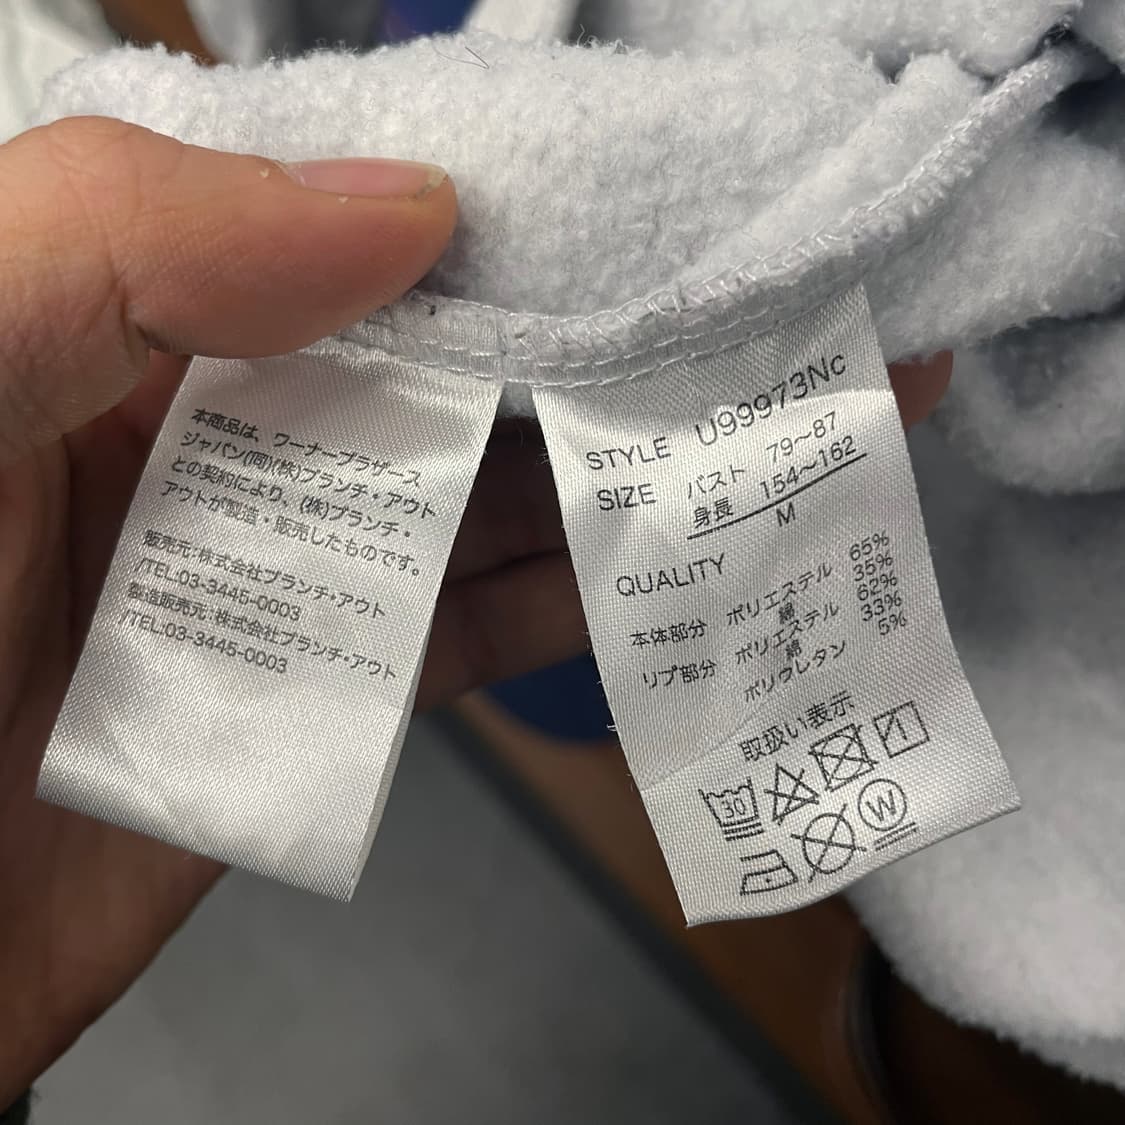 本商品は、ワーナーブラザース
ジャパン(同)(株)ブランチ・アウト
との契約により、(株)ブランチ・
アウトが製造・販売したものです。
販売元:株式会社ブランチ・アウト
/TEL:03-3445-0003
製造販売元:株式会社ブランチ・アウト
/TEL:03-3445-0003
STYLE U99973Nc
SIZE バスト 79~87
身長 154~162
M
QUALITY
本体部分 ポリエステル 65%
綿 35%
リブ部分 ポリエステル 62%
綿 33%
ポリウレタン 5%
取扱い表示
30
W